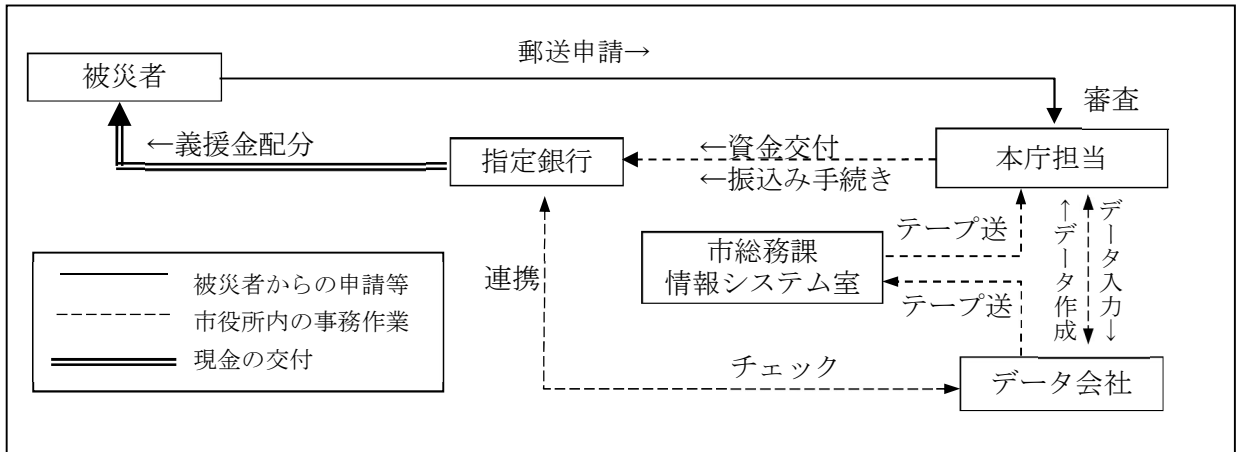 郵送申請→
被災者
審査
←義援金配分
指定銀行
←資金交付
←振込み手続き
本庁担当
テープ送
市総務課
情報システム室
テープ送
←データ作成
データ入力→
連携
被災者からの申請等
市役所内の事務作業
現金の交付
チェック
データ会社